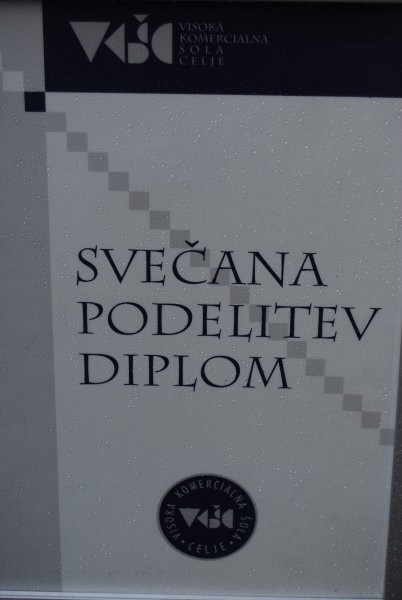 VKŠC
VISOKA
KOMERCIALNA
ŠOLA
CELJE
SVEČANA
PODELITEV
DIPLOM
VISOKA KOMERCIALNA ŠOLA
VKŠC
CELJE